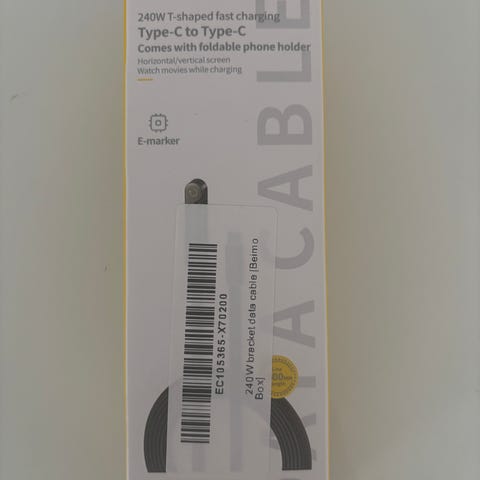 240W T-shaped fast charging
Type-C to Type-C
Comes with foldable phone holder
Horizontal/vertical screen
Watch movies while charging
E-marker
DATA CABLE
EC105365-X70200
240W bracket data cable [Beimo
Box]